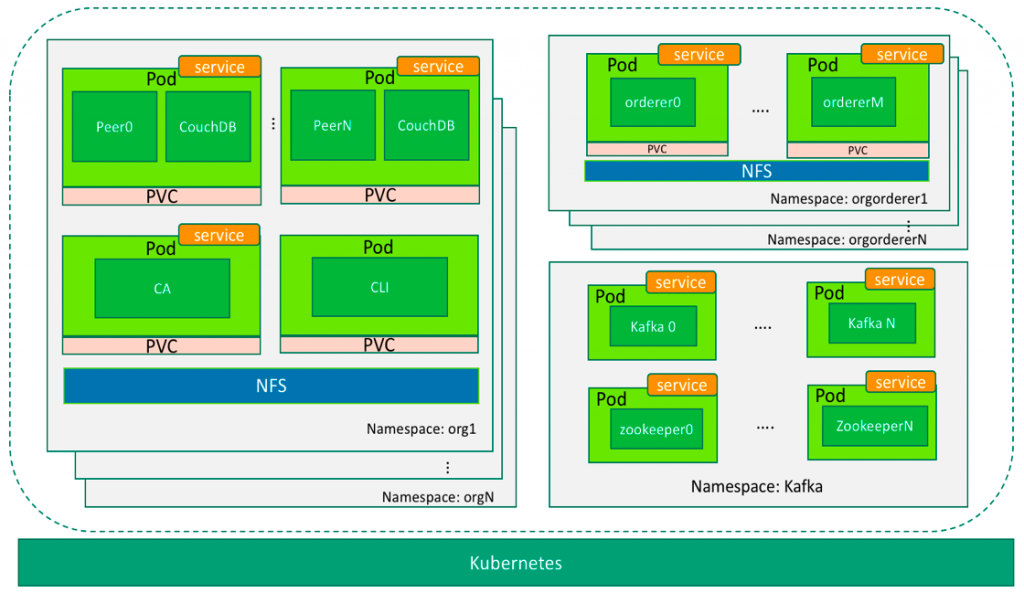 service
Pod
Peer0
CouchDB
PVC
...
service
Pod
PeerN
CouchDB
PVC
service
Pod
CA
PVC
Pod
CLI
PVC
NFS
Namespace: org1
...
Namespace: orgN
service
Pod
orderer0
PVC
....
service
Pod
ordererM
PVC
NFS
Namespace: orgorderer1
...
Namespace: orgordererN
service
Pod
Kafka 0
....
service
Pod
Kafka N
service
Pod
zookeeper0
....
service
Pod
ZookeeperN
Namespace: Kafka
Kubernetes